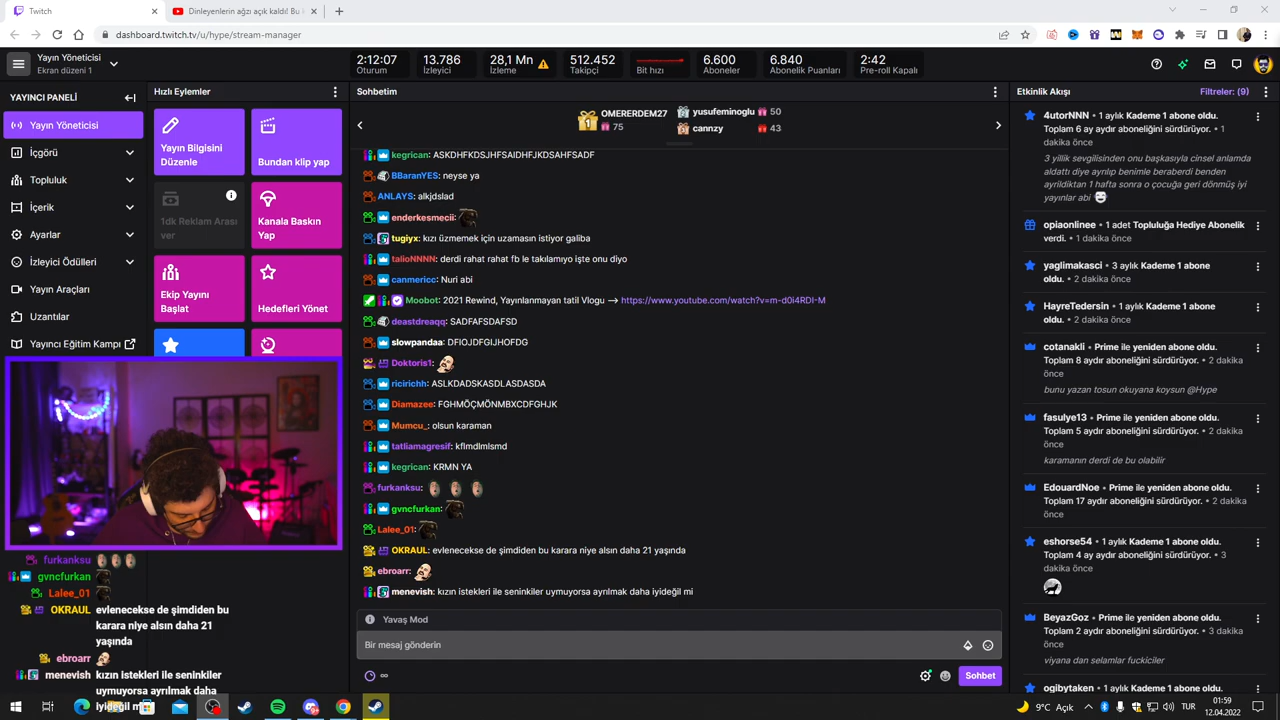 Twitch
Dinleyenlerin ağzı açık kaldı! Bu k
dashboard.twitch.tv/u/hype/stream-manager
Yayın Yöneticisi
Ekran düzeni 1
2:12:07
Oturum
13.786
İzleyici
28,1 Mn
İzleme
512.452
Takipçi
Bit hızı
6.600
Aboneler
6.840
Abonelik Puanları
2:42
Pre-roll Kapalı
YAYINCI PANELİ
Yayın Yöneticisi
İçgörü
Topluluk
İçerik
Ayarlar
İzleyici Ödülleri
Yayın Araçları
Uzantılar
Yayıncı Eğitim Kampı
Hızlı Eylemler
Yayın Bilgisini
Düzenle
Bundan klip yap
1dk Reklam Arası
ver
Kanala Baskın
Yap
Ekip Yayını
Başlat
Hedefleri Yönet
Sohbetim
1
OMERERDEM27
75
yusufeminoglu 50
cannzy 43
kegrican: ASKDHFKDSJHFSAIDHFJKDSAHFSADF
BBaranYES: neyse ya
ANLAYS: alkjdslad
enderkesmecii:
tugiyx: kızı üzmemek için uzamasın istiyor galiba
talioNNNN: derdi rahat rahat fb le takılamıyo işte onu diyo
canmericc: Nuri abi
Moobot: 2021 Rewind, Yayınlanmayan tatil Vlogu --> https://www.youtube.com/watch?v=m-d0i4RDI-M
deastdreaqq: SADFAFSDAFSD
slowpandaa: DFIOJDFGIJHOFDG
Doktoris1:
ricirichh: ASLKDADSKASDLASDASDA
Diamazee: FGHMÖÇMÖNMBXCDFGHJK
Mumcu_: olsun karaman
tatliamagresif: kflmdlmlsmd
kegrican: KRMN YA
furkanksu:
gvncfurkan:
Lalee_01:
OKRAUL: evlenecekse de şimdiden bu karara niye alsın daha 21 yaşında
ebroarr:
menevish: kızın istekleri ile seninkiler uymuyorsa ayrılmak daha iyideğil mi
Yavaş Mod
Bir mesaj gönderin
∞
Sohbet
Etkinlik Akışı
Filtreler: (9)
4utorNNN • 1 aylık Kademe 1 abone oldu.
Toplam 6 ay aydır aboneliğini sürdürüyor. • 1
dakika önce
3 yıllık sevgilisinden onu başkasıyla cinsel anlamda
aldattı diye ayrılıp benimle beraberdi benden
ayrıldıktan 1 hafta sonra o çocuğa geri dönmüş iyi
yayınlar abi
opiaonlinee • 1 adet Topluluğa Hediye Abonelik
verdi. • 1 dakika önce
yaglimakasci • 3 aylık Kademe 1 abone
oldu. • 2 dakika önce
HayreTedersin • 1 aylık Kademe 1 abone
oldu. • 2 dakika önce
cotanakli • Prime ile yeniden abone oldu.
Toplam 8 aydır aboneliğini sürdürüyor. • 2 dakika
önce
bunu yazan tosun okuyana koysun @Hype
fasulye13 • Prime ile yeniden abone oldu.
Toplam 5 aydır aboneliğini sürdürüyor. • 2 dakika
önce
karamanın derdi de bu olabilir
EdouardNoe • Prime ile yeniden abone oldu.
Toplam 17 aydır aboneliğini sürdürüyor. • 2 dakika
önce
eshorse54 • 1 aylık Kademe 1 abone oldu.
Toplam 4 ay aydır aboneliğini sürdürüyor. • 3
dakika önce
BeyazGoz • Prime ile yeniden abone oldu.
Toplam 2 aydır aboneliğini sürdürüyor. • 3 dakika
önce
viyana dan selamlar fuckiciler
ogibytaken • 1 aylık Kademe 1 abone
furkanksu
gvncfurkan
Lalee_01
OKRAUL evlenecekse de şimdiden bu
karara niye alsın daha 21
yaşında
ebroarr
menevish kızın istekleri ile seninkiler
uymuyorsa ayrılmak daha
iyideğil m
9°C Açık
TUR
01:59
12.04.2022